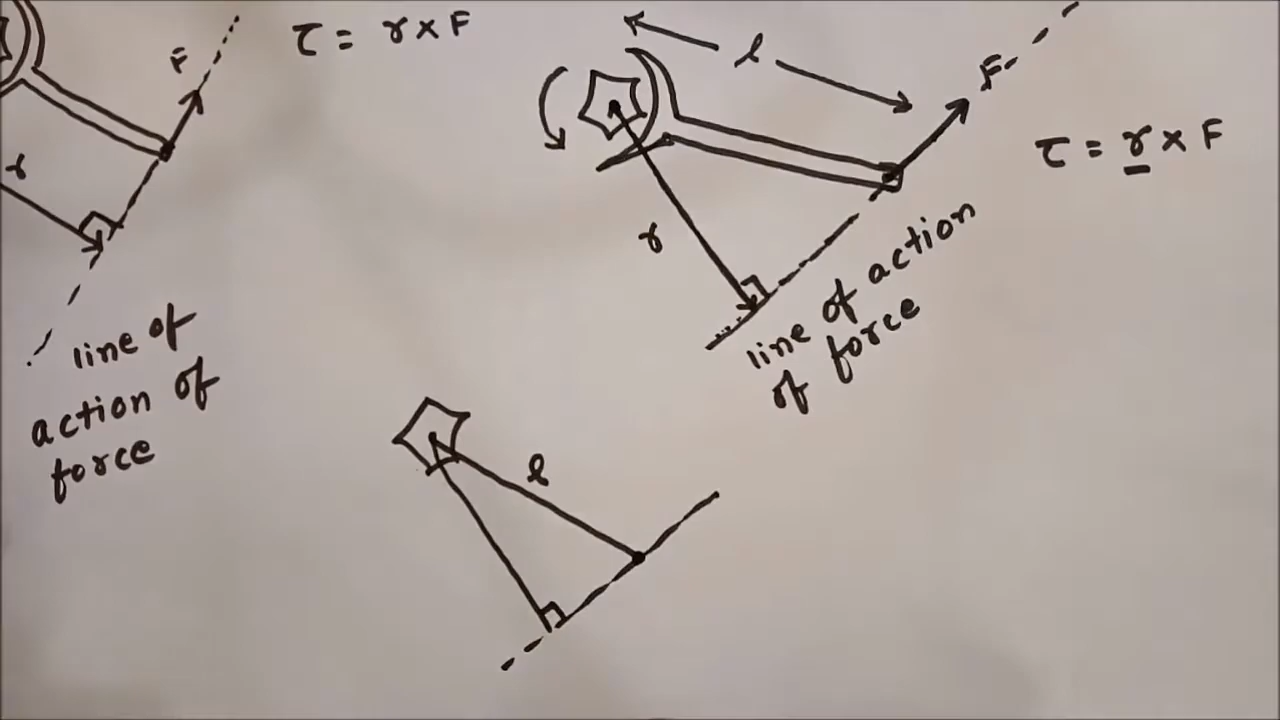 F
τ = r × F
r
line of
action of
force
l
F
τ = r × F
r
line of action
of force
l